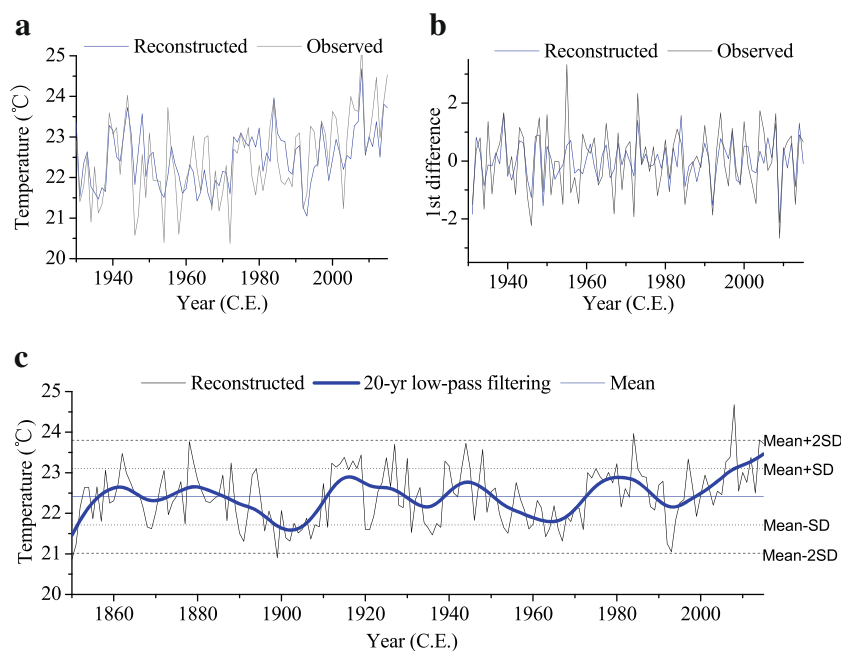 a
Reconstructed Observed
25
24
23
22
21
20
Temperature (℃)
1940 1960 1980 2000
Year (C.E.)
b
Reconstructed Observed
2
0
-2
1st difference
1940 1960 1980 2000
Year (C.E.)
c
Reconstructed 20-yr low-pass filtering Mean
25
24
23
22
21
20
Temperature (℃)
Mean+2SD
Mean+SD
Mean-SD
Mean-2SD
1860 1880 1900 1920 1940 1960 1980 2000
Year (C.E.)